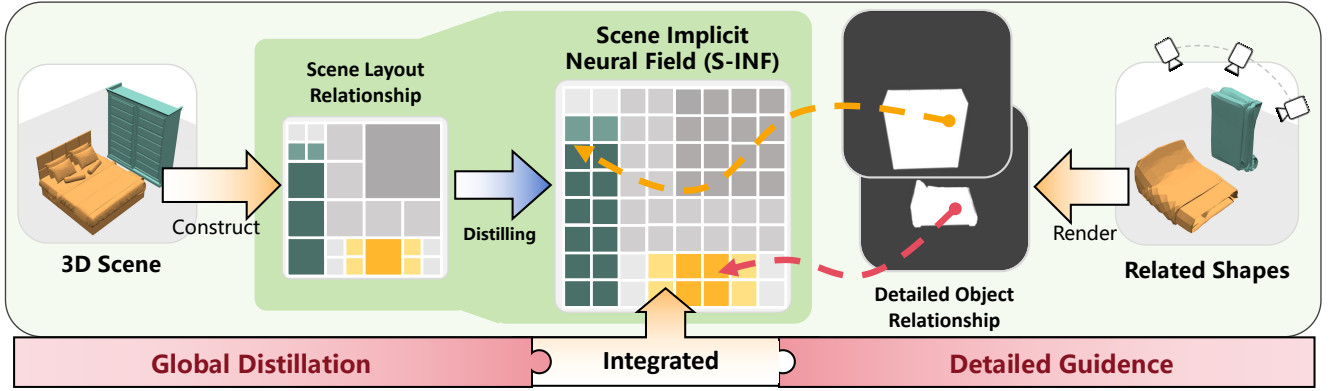 3D Scene
Construct
Scene Layout
Relationship
Distilling
Scene Implicit
Neural Field (S-INF)
Detailed Object
Relationship
Render
Related Shapes
Global Distillation
Integrated
Detailed Guidence